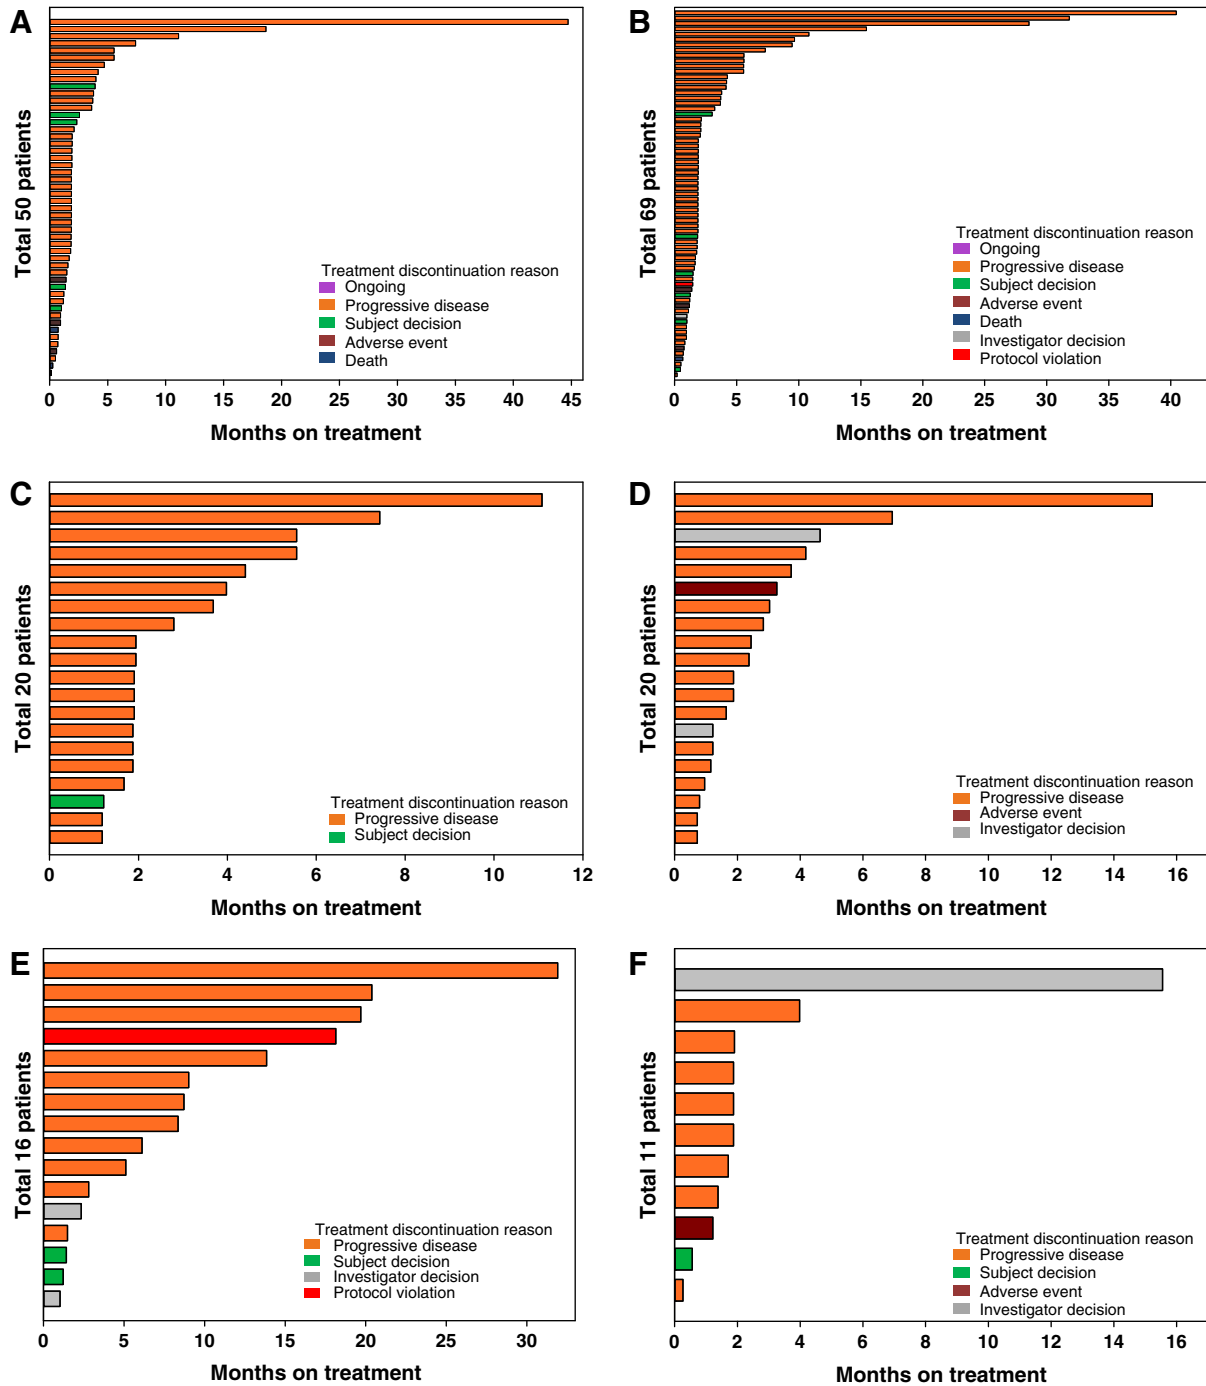 A
Total 50 patients
Treatment discontinuation reason
Ongoing
Progressive disease
Subject decision
Adverse event
Death
0 5 10 15 20 25 30 35 40 45
Months on treatment
B
Total 69 patients
Treatment discontinuation reason
Ongoing
Progressive disease
Subject decision
Adverse event
Death
Investigator decision
Protocol violation
0 5 10 15 20 25 30 35 40
Months on treatment
C
Total 20 patients
Treatment discontinuation reason
Progressive disease
Subject decision
0 2 4 6 8 10 12
Months on treatment
D
Total 20 patients
Treatment discontinuation reason
Progressive disease
Adverse event
Investigator decision
0 2 4 6 8 10 12 14 16
Months on treatment
E
Total 16 patients
Treatment discontinuation reason
Progressive disease
Subject decision
Investigator decision
Protocol violation
0 5 10 15 20 25 30
Months on treatment
F
Total 11 patients
Treatment discontinuation reason
Progressive disease
Subject decision
Adverse event
Investigator decision
0 2 4 6 8 10 12 14 16
Months on treatment